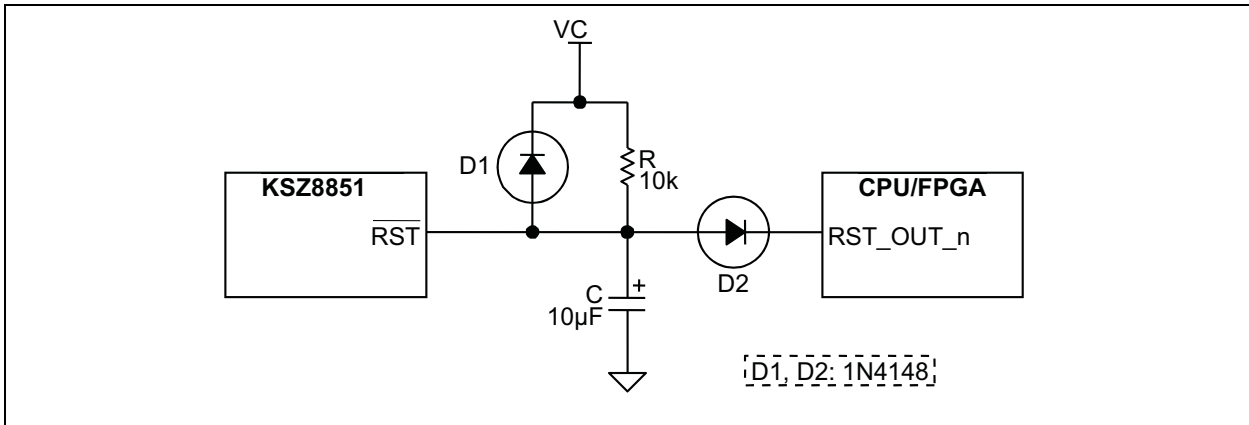 VC
D1
R
10k
KSZ8851
CPU/FPGA
RST
RST_OUT_n
D2
C +
10µF
D1, D2: 1N4148